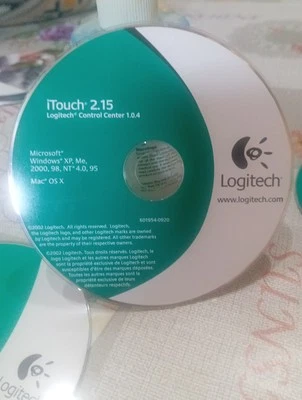 iTouch® 2.15
Logitech® Control Center 1.0.4
Microsoft®
Windows® XP, Me,
2000, 98, NT® 4.0, 95
Mac® OS X
Logitech®
www.logitech.com
©2002 Logitech. All rights reserved. Logitech,
the Logitech logo, and other Logitech marks are owned
by Logitech and may be registered. All other trademarks
are the property of their respective owners.
©2002 Logitech. Tous droits réservés. Logitech, le
logo Logitech et les autres marques Logitech
sont la propriété exclusive de Logitech et sont
susceptibles d'être des marques déposées.
Toutes les autres marques sont
la propriété exclusive de leurs
détenteurs respectifs.
Logitech